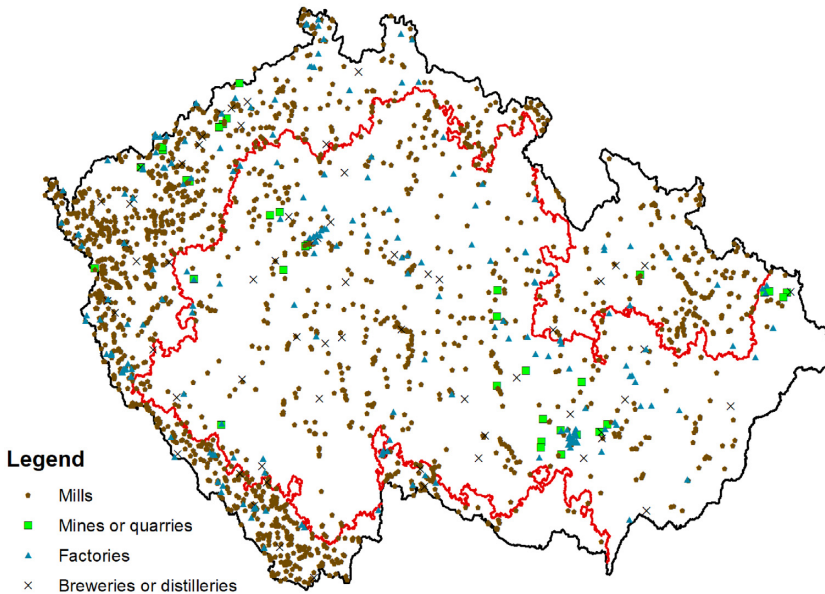 Legend
Mills
Mines or quarries
Factories
Breweries or distilleries